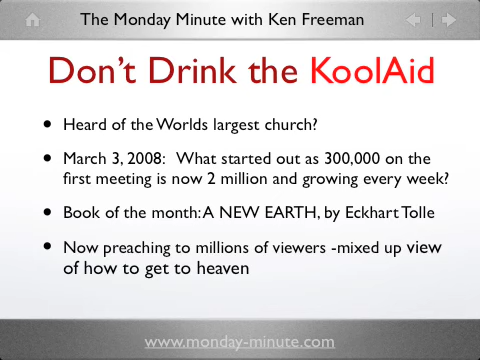 The Monday Minute with Ken Freeman
Don't Drink the KoolAid
• Heard of the Worlds largest church?
• March 3, 2008: What started out as 300,000 on the
first meeting is now 2 million and growing every week?
• Book of the month: A NEW EARTH, by Eckhart Tolle
• Now preaching to millions of viewers -mixed up view
of how to get to heaven
www.monday-minute.com